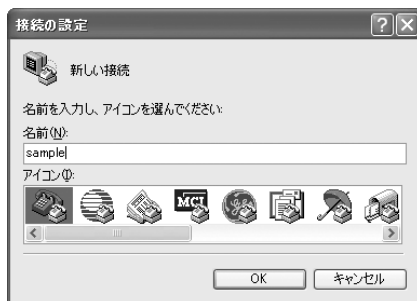 接続の設定
新しい接続
名前を入力し、アイコンを選んでください:
名前(N):
sample
アイコン(I):
MCI
OK
キャンセル